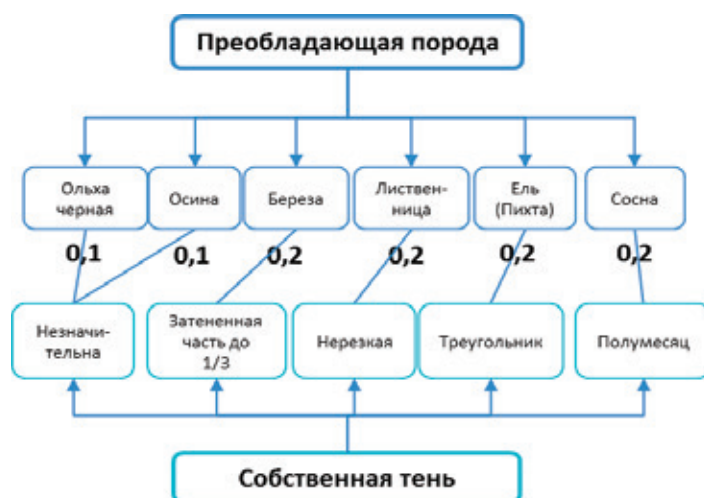 Преобладающая порода
Ольха
черная
Осина
Береза
Листвен-
ница
Ель
(Пихта)
Сосна
0,1
0,1
0,2
0,2
0,2
0,2
Незначи-
тельна
Затененная
часть до
1/3
Нерезкая
Треугольник
Полумесяц
Собственная тень